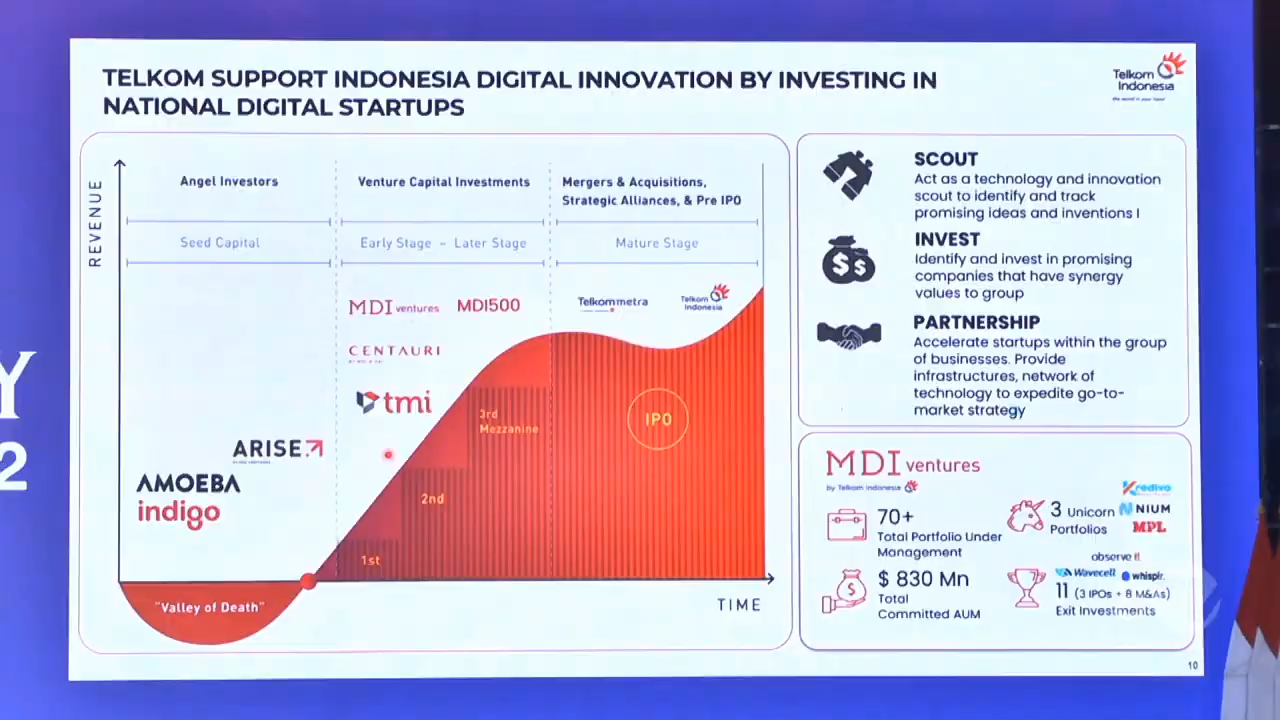 TELKOM SUPPORT INDONESIA DIGITAL INNOVATION BY INVESTING IN
NATIONAL DIGITAL STARTUPS
Telkom
Indonesia
the world in your hand
REVENUE
Angel Investors
Venture Capital Investments
Mergers & Acquisitions,
Strategic Alliances, & Pre IPO
Seed Capital
Early Stage – Later Stage
Mature Stage
MDI ventures
MDI500
Telkommetra
Telkom
Indonesia
CENTAURI
tmi
ARISE
AMOEBA
indigo
3rd
Mezzanine
IPO
2nd
1st
"Valley of Death"
TIME
SCOUT
Act as a technology and innovation
scout to identify and track
promising ideas and inventions I
INVEST
Identify and invest in promising
companies that have synergy
values to group
PARTNERSHIP
Accelerate startups within the group
of businesses. Provide
infrastructures, network of
technology to expedite go-to-
market strategy
MDI ventures
by Telkom Indonesia
70+
Total Portfolio Under
Management
3 Unicorn
Portfolios
Kredivo
NIUM
MPL
$ 830 Mn
Total
Committed AUM
observe
Wavecell
whispir.
11 (3 IPOs + 8 M&As)
Exit Investments
10
Y
2